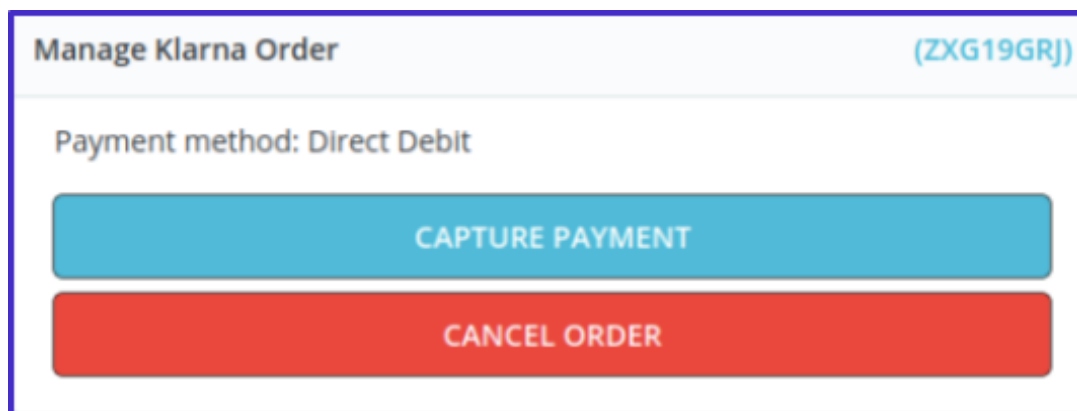 Manage Klarna Order (ZXG19GRJ)
Payment method: Direct Debit
CAPTURE PAYMENT
CANCEL ORDER